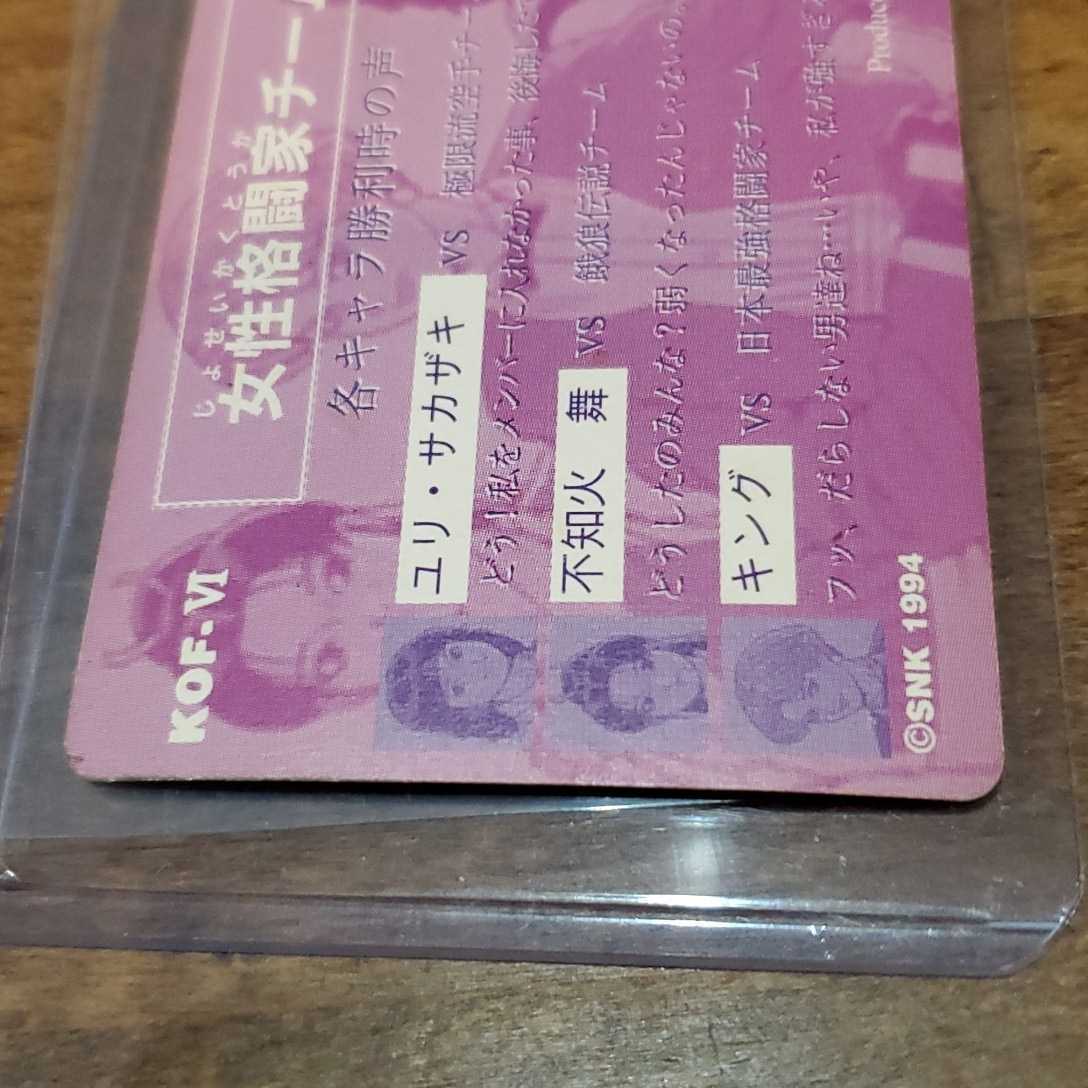 KOF-VI
じょせいかくとうか
女性格闘家チーム
各キャラ勝利時の声
ユリ・サカザキ VS 極限流空手チー
どう!私をメンバーに入れなかった事、後悔した
不知火 舞 VS 餓狼伝説チーム
どうしたのみんな?弱くなったんじゃないの
キング VS 日本最強格闘家チーム
フッ、だらしない男達ね…いや、私が強すぎ
©SNK 1994
Produce